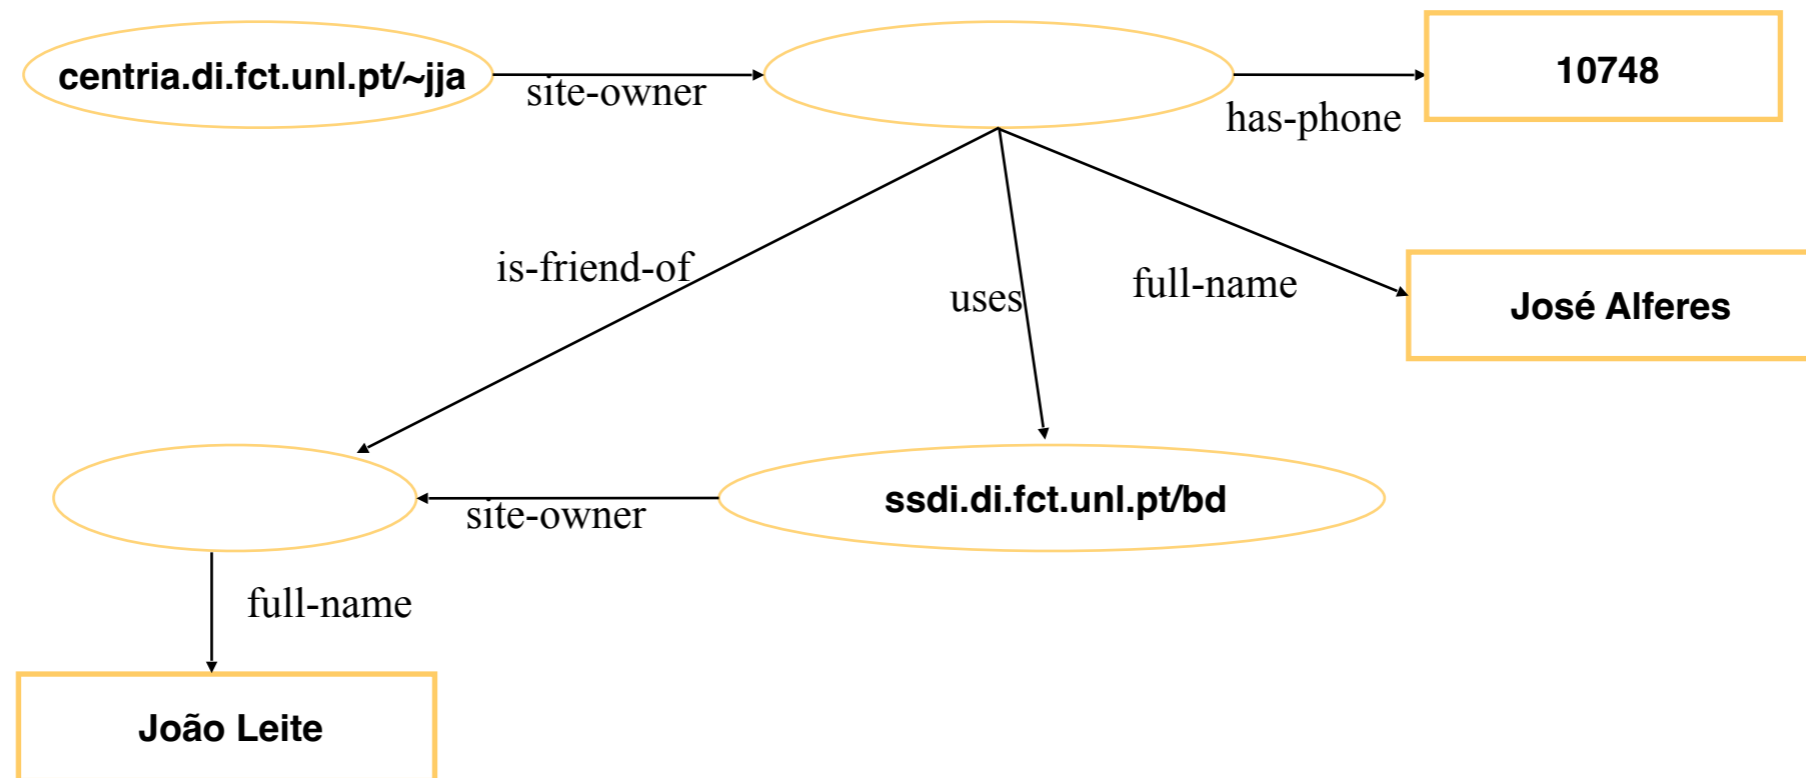 centria.di.fct.unl.pt/~jja
site-owner
has-phone
10748
is-friend-of
uses
full-name
José Alferes
site-owner
ssdi.di.fct.unl.pt/bd
full-name
João Leite